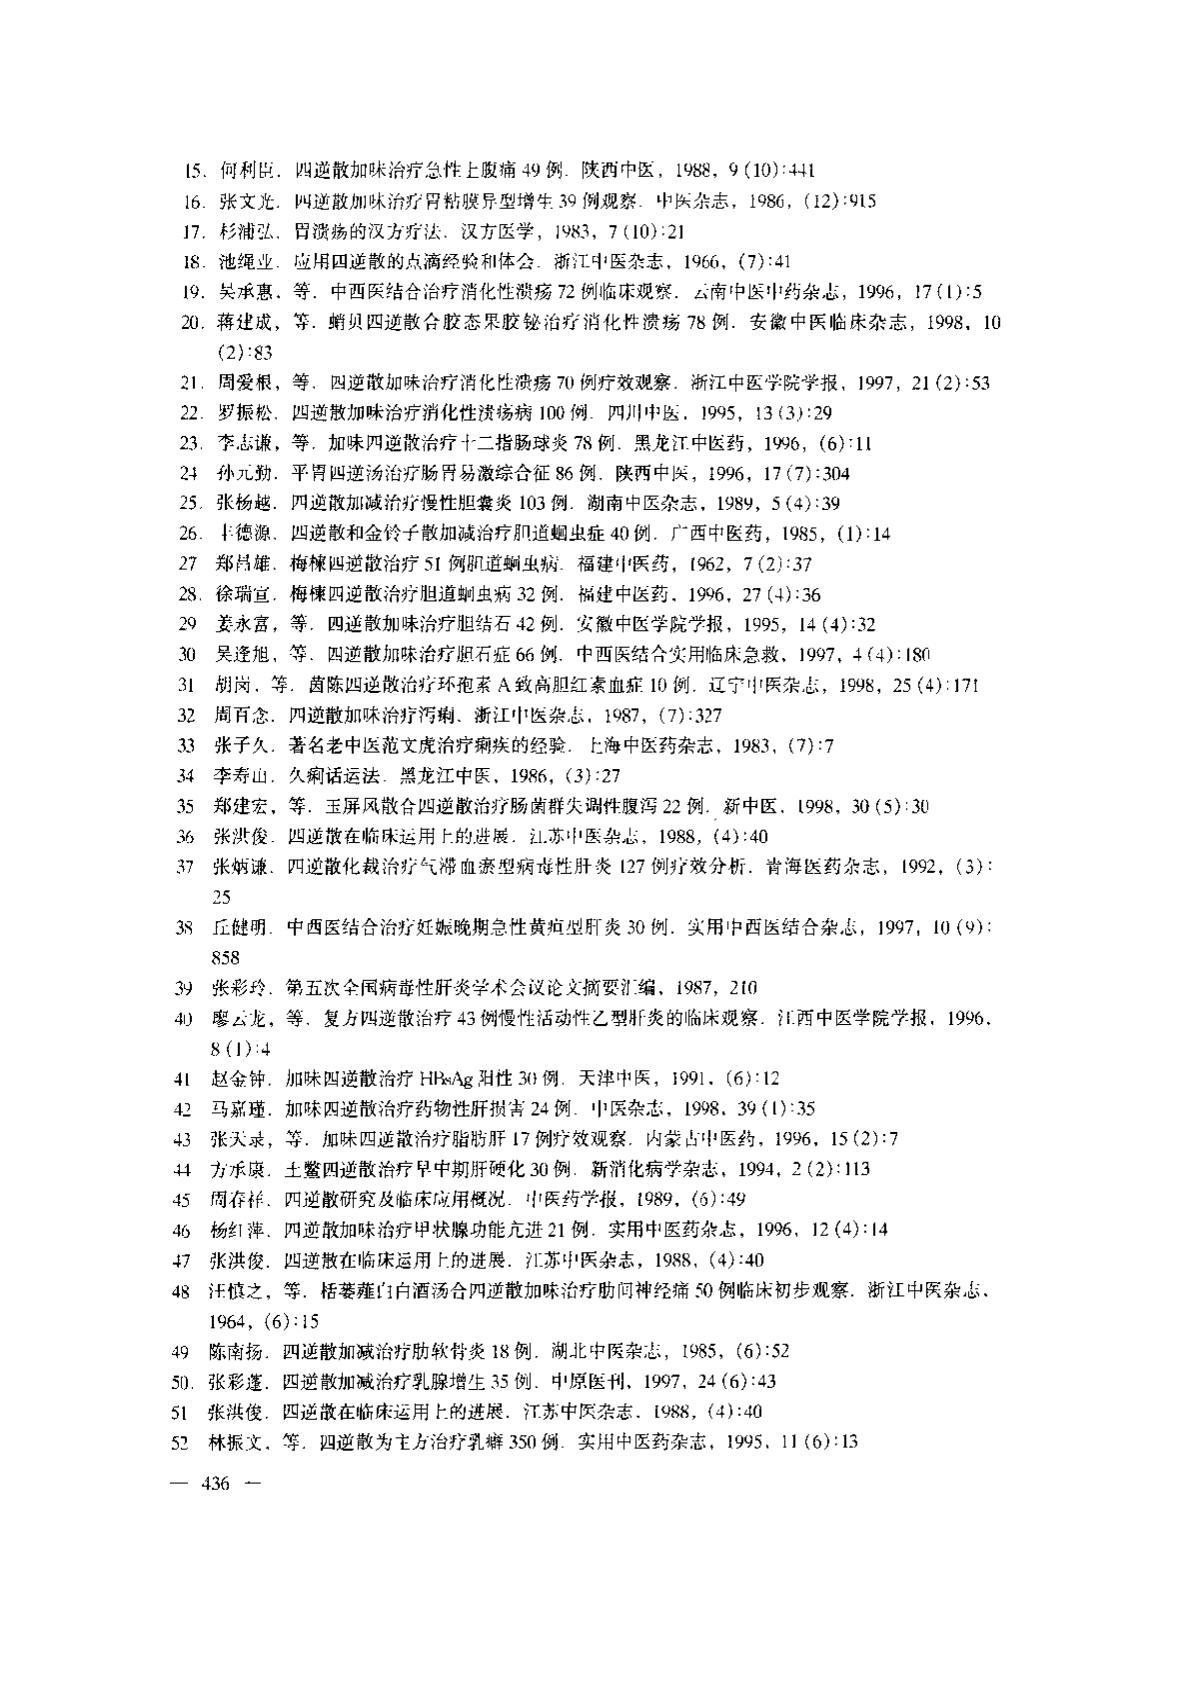 15. 何利臣. 四逆散加味治疗急性上腹痛 49 例. 陕西中医, 1988, 9 (10):441
16. 张文光. 四逆散加味治疗胃粘膜异型增生 39 例观察. 中医杂志, 1986, (12):915
17. 杉浦弘. 胃溃疡的汉方疗法. 汉方医学, 1983, 7 (10):21
18. 池绳业. 应用四逆散的点滴经验和体会. 浙江中医杂志, 1966, (7):41
19. 吴承惠, 等. 中西医结合治疗消化性溃疡 72 例临床观察. 云南中医中药杂志, 1996, 17 (1):5
20. 蒋建成, 等. 蛸贝四逆散合胶态果胶铋治疗消化性溃疡 78 例. 安徽中医临床杂志, 1998, 10
(2):83
21. 周爱根, 等. 四逆散加味治疗消化性溃疡 70 例疗效观察. 浙江中医学院学报, 1997, 21 (2):53
22. 罗振松. 四逆散加味治疗消化性溃疡病 100 例. 四川中医. 1995, 13 (3):29
23. 李志谦, 等. 加味四逆散治疗十二指肠球炎 78 例. 黑龙江中医药, 1996, (6):11
24 孙元勤. 平胃四逆汤治疗肠胃易激综合征 86 例. 陕西中医, 1996, 17 (7):304
25. 张杨越. 四逆散加减治疗慢性胆囊炎 103 例. 湖南中医杂志, 1989, 5 (4):39
26. 德源. 四逆散和金铃子散加减治疗胆道蛔虫症 40 例. 广西中医药, 1985, (1):14
27 郑昌雄. 梅楝四逆散治疗 51 例胆道蛔虫病. 福建中医药, 1962, 7 (2):37
28. 徐瑞宣. 梅楝四逆散治疗胆道蛔虫病 32 例. 福建中医药. 1996, 27 (4):36
29 姜永富, 等. 四逆散加味治疗胆结石 42 例. 安徽中医学院学报, 1995, 14 (4):32
30 吴逢旭, 等. 四逆散加味治疗胆石症 66 例. 中西医结合实用临床急救, 1997, 4 (4):180
31 胡岗, 等. 茵陈四逆散治疗环孢素 A 致高胆红素血症 10 例. 辽宁中医杂志, 1998, 25 (4):171
32 周百念. 四逆散加味治疗泻痢. 浙江中医杂志, 1987, (7):327
33 张子久. 著名老中医范文虎治疗痢疾的经验. 上海中医药杂志, 1983, (7):7
34 李寿山. 久痢话运法. 黑龙江中医, 1986, (3):27
35 郑建宏, 等. 玉屏风散合四逆散治疗肠菌群失调性腹泻 22 例. 新中医. 1998, 30 (5):30
36 张洪俊. 四逆散在临床运用上的进展. 江苏中医杂志, 1988, (4):40
37 张炳谦. 四逆散化裁治疗气滞血瘀型病毒性肝炎 127 例疗效分析. 青海医药杂志, 1992, (3):
25
38 丘健明. 中西医结合治疗妊娠晚期急性黄疸型肝炎 30 例. 实用中西医结合杂志, 1997, 10 (9):
858
39 张彩玲. 第五次全国病毒性肝炎学术会议论文摘要汇编, 1987, 210
40 廖云龙, 等. 复方四逆散治疗 43 例慢性活动性乙型肝炎的临床观察. 江西中医学院学报. 1996.
8 (1):4
41 赵金钟. 加味四逆散治疗 HBsAg 阳性 30 例. 天津中医, 1991. (6):12
42 马嘉瑾. 加味四逆散治疗药物性肝损害 24 例. 中医杂志, 1998. 39 (1):35
43 张天录, 等. 加味四逆散治疗脂肪肝 17 例疗效观察. 内蒙古中医药, 1996, 15 (2):7
44 方承康. 土鳖四逆散治疗早中期肝硬化 30 例. 新消化病学杂志, 1994, 2 (2):113
45 周存祥. 四逆散研究及临床应用概况. 中医药学报, 1989, (6):49
46 杨红萍. 四逆散加味治疗甲状腺功能亢进 21 例. 实用中医药杂志, 1996, 12 (4):14
47 张洪俊. 四逆散在临床运用上的进展. 江苏中医杂志, 1988, (4):40
48 汪慎之, 等. 栝蒌薤白白酒汤合四逆散加味治疗肋间神经痛 50 例临床初步观察. 浙江中医杂志.
1964, (6):15
49 陈南扬. 四逆散加减治疗肋软骨炎 18 例. 湖北中医杂志, 1985, (6):52
50. 张彩蓬. 四逆散加减治疗乳腺增生 35 例. 中原医刊, 1997, 24 (6):43
51 张洪俊. 四逆散在临床运用上的进展. 江苏中医杂志. 1988, (4):40
52 林振文, 等. 四逆散为主方治疗乳癖 350 例. 实用中医药杂志, 1995, 11 (6):13
— 436 —